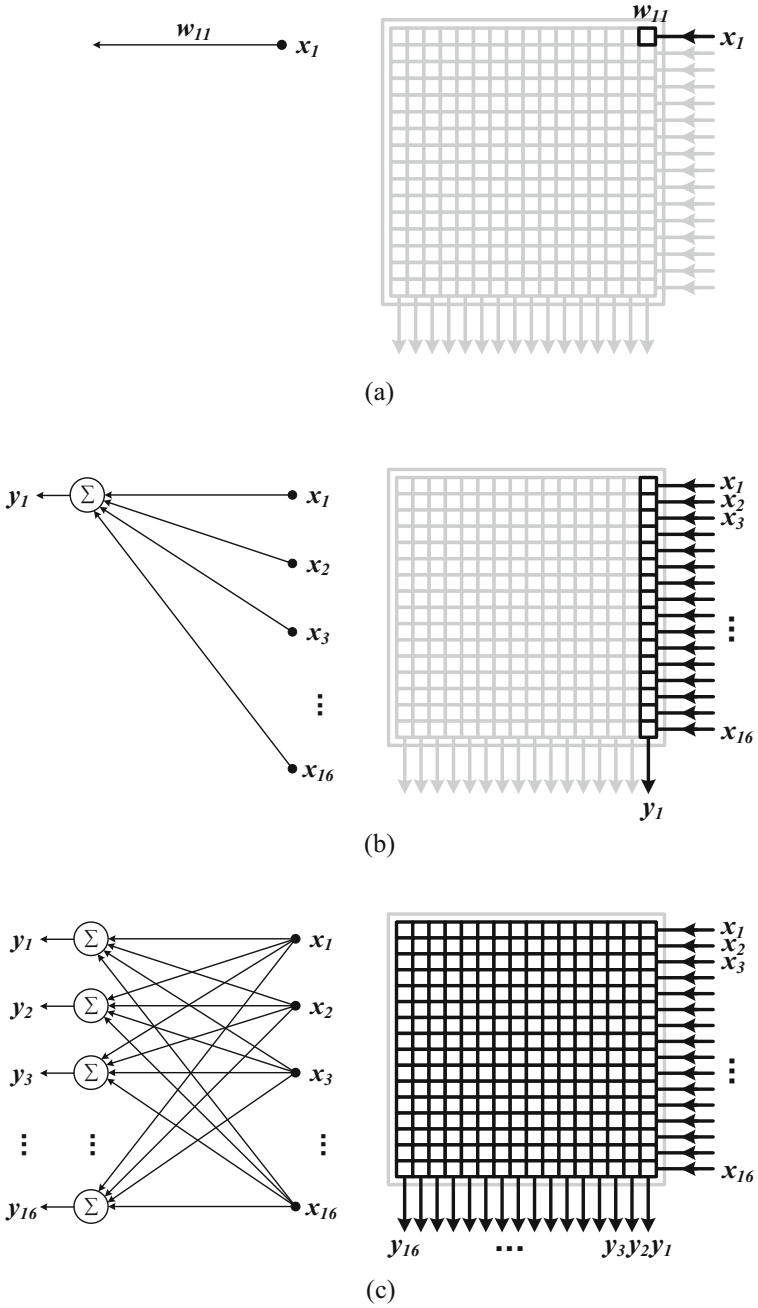 w11
w11
x1
x1
(a)
y1
Σ
x1
x2
x3
...
x16
x1
x2
x3
...
x16
y1
(b)
y1
Σ
x1
y2
Σ
x2
y3
Σ
x3
...
...
...
y16
Σ
x16
x1
x2
x3
...
x16
y16
...
y3y2y1
(c)